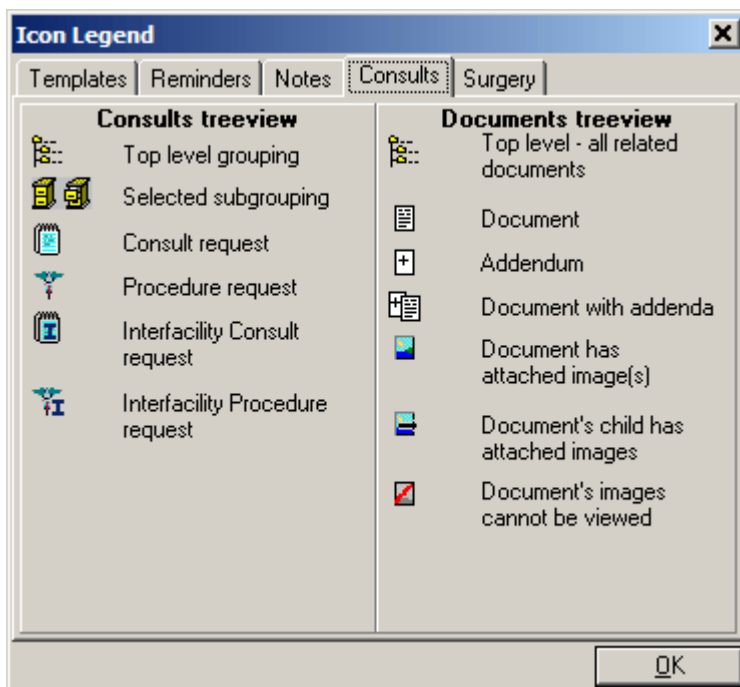 Icon Legend
Templates Reminders Notes Consults Surgery
Consults treeview
Top level grouping
Selected subgrouping
Consult request
Procedure request
Interfacility Consult
request
Interfacility Procedure
request
Documents treeview
Top level - all related
documents
Document
Addendum
Document with addenda
Document has
attached image(s)
Document's child has
attached images
Document's images
cannot be viewed
OK